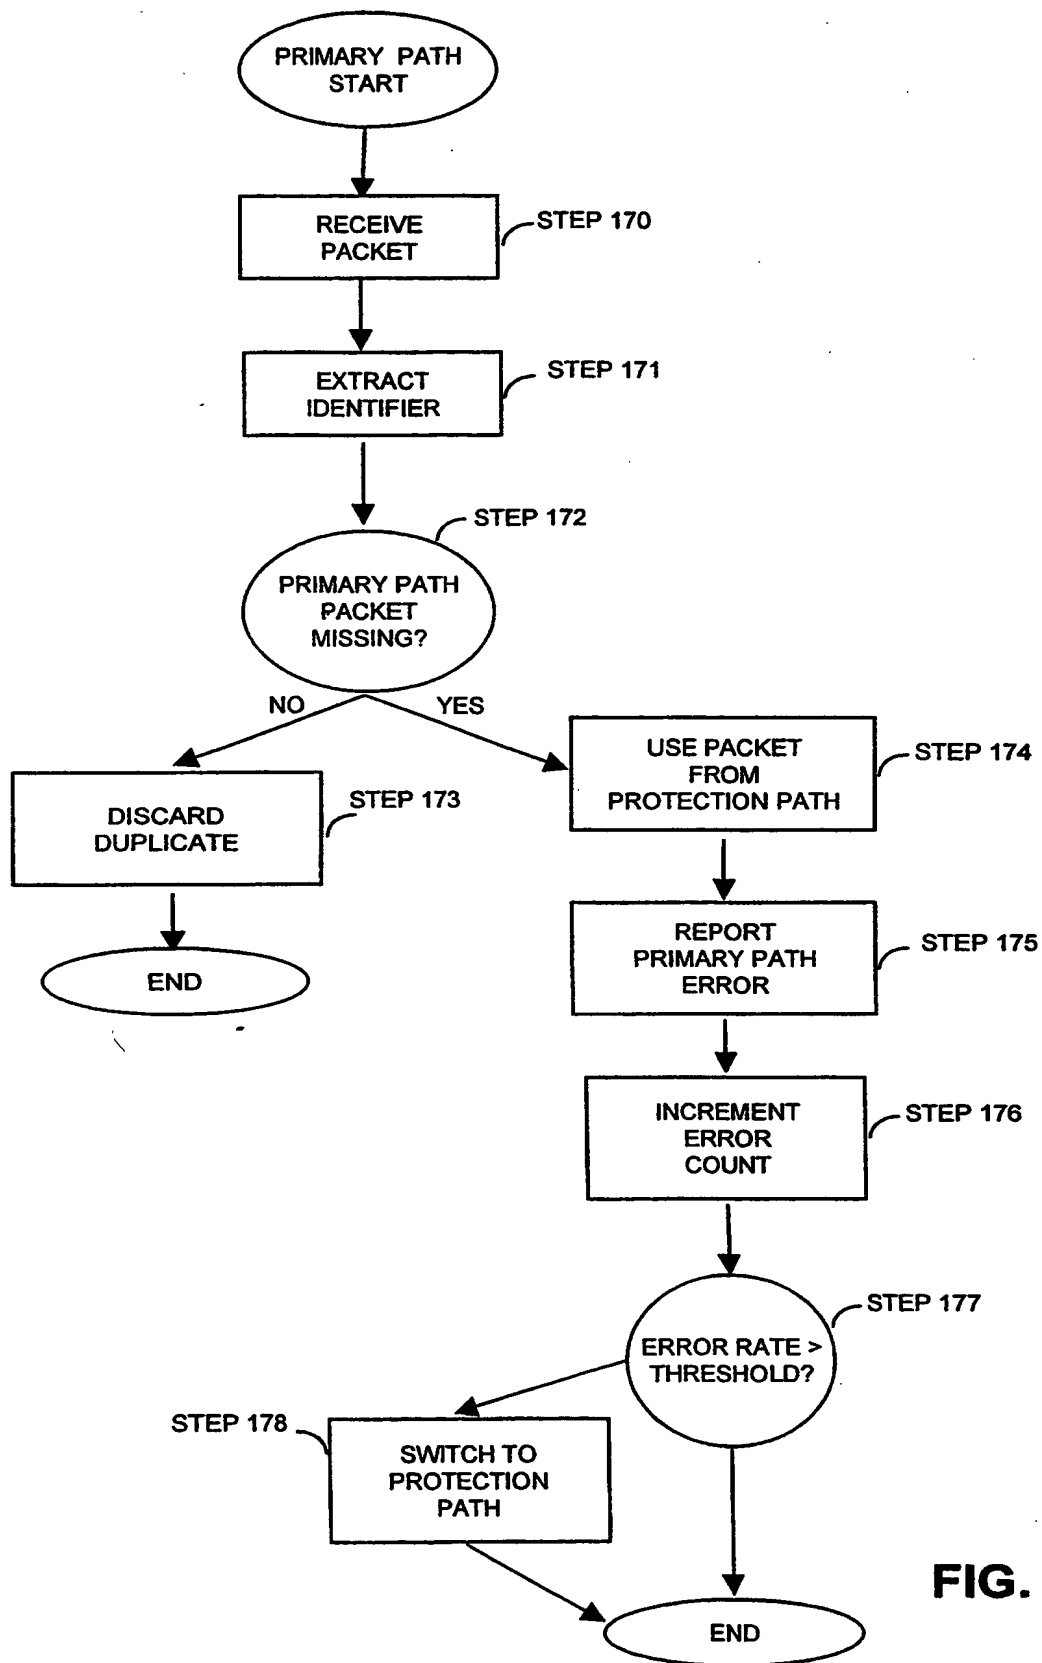 PRIMARY PATH
START
RECEIVE
PACKET
STEP 170
EXTRACT
IDENTIFIER
STEP 171
STEP 172
PRIMARY PATH
PACKET
MISSING?
NO
YES
DISCARD
DUPLICATE
STEP 173
END
USE PACKET
FROM
PROTECTION PATH
STEP 174
REPORT
PRIMARY PATH
ERROR
STEP 175
INCREMENT
ERROR
COUNT
STEP 176
ERROR RATE >
THRESHOLD?
STEP 177
STEP 178
SWITCH TO
PROTECTION
PATH
END
FIG.